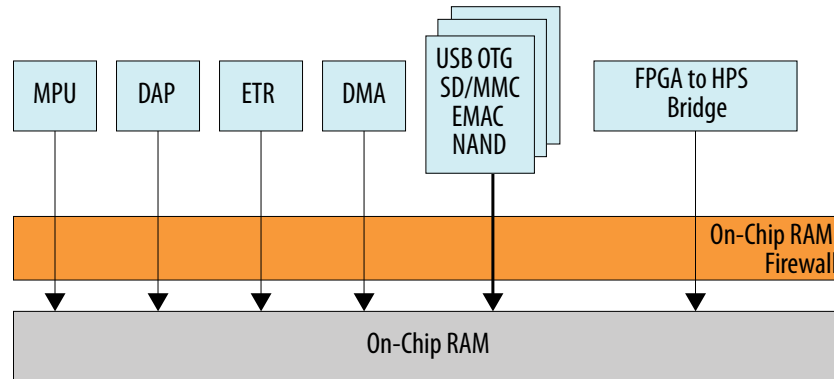 MPU
DAP
ETR
DMA
USB OTG
SD/MMC
EMAC
NAND
FPGA to HPS
Bridge
On-Chip RAM
Firewall
On-Chip RAM